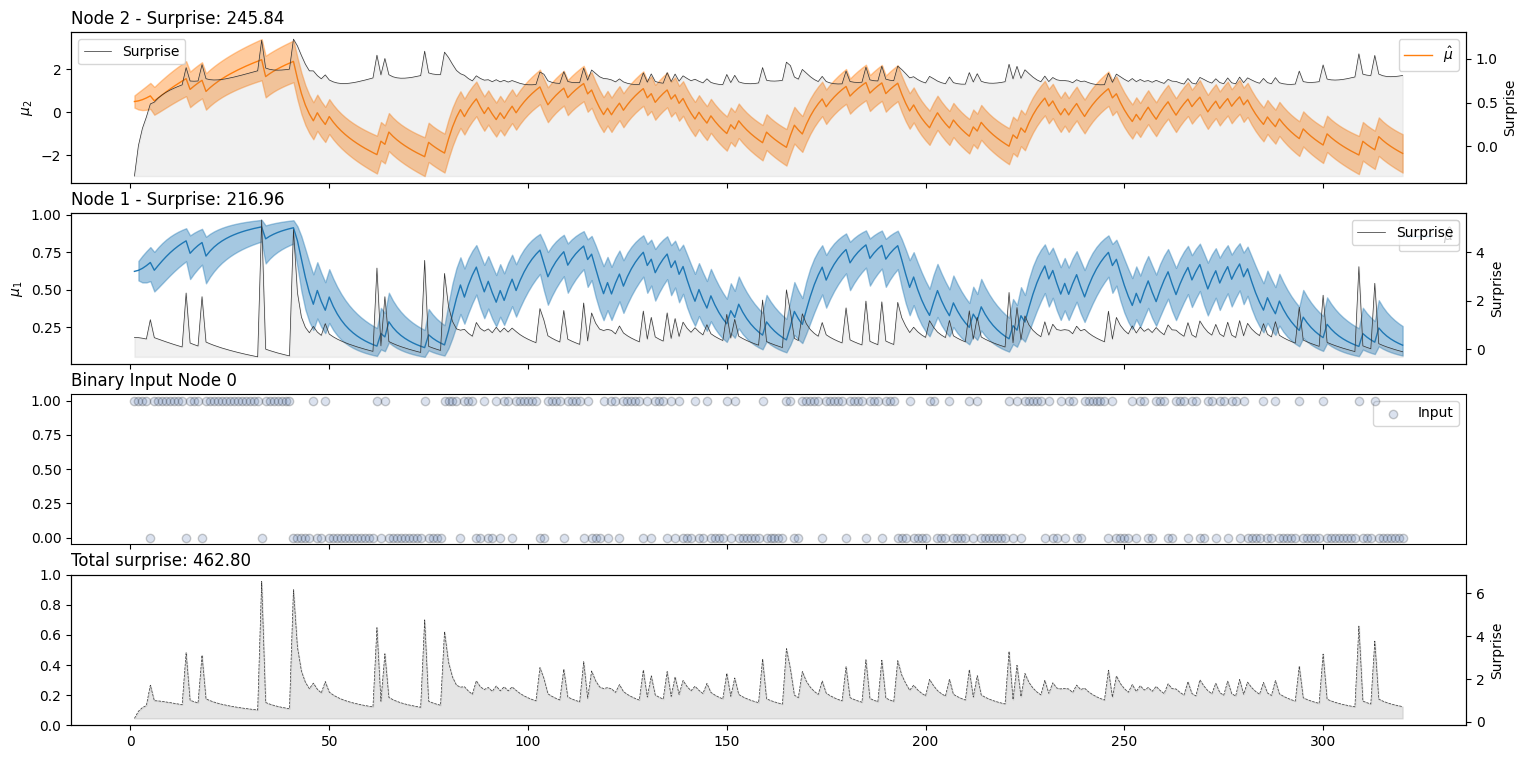 Node 2 - Surprise: 245.84
Surprise
μ̂
2
0
−2
μ₂
1.0
0.5
0.0
Surprise
Node 1 - Surprise: 216.96
Surprise
1.00
0.75
0.50
0.25
μ₁
4
2
0
Surprise
Binary Input Node 0
Input
1.00
0.75
0.50
0.25
0.00
Total surprise: 462.80
1.0
0.8
0.6
0.4
0.2
0.0
6
4
2
0
Surprise
0 50 100 150 200 250 300